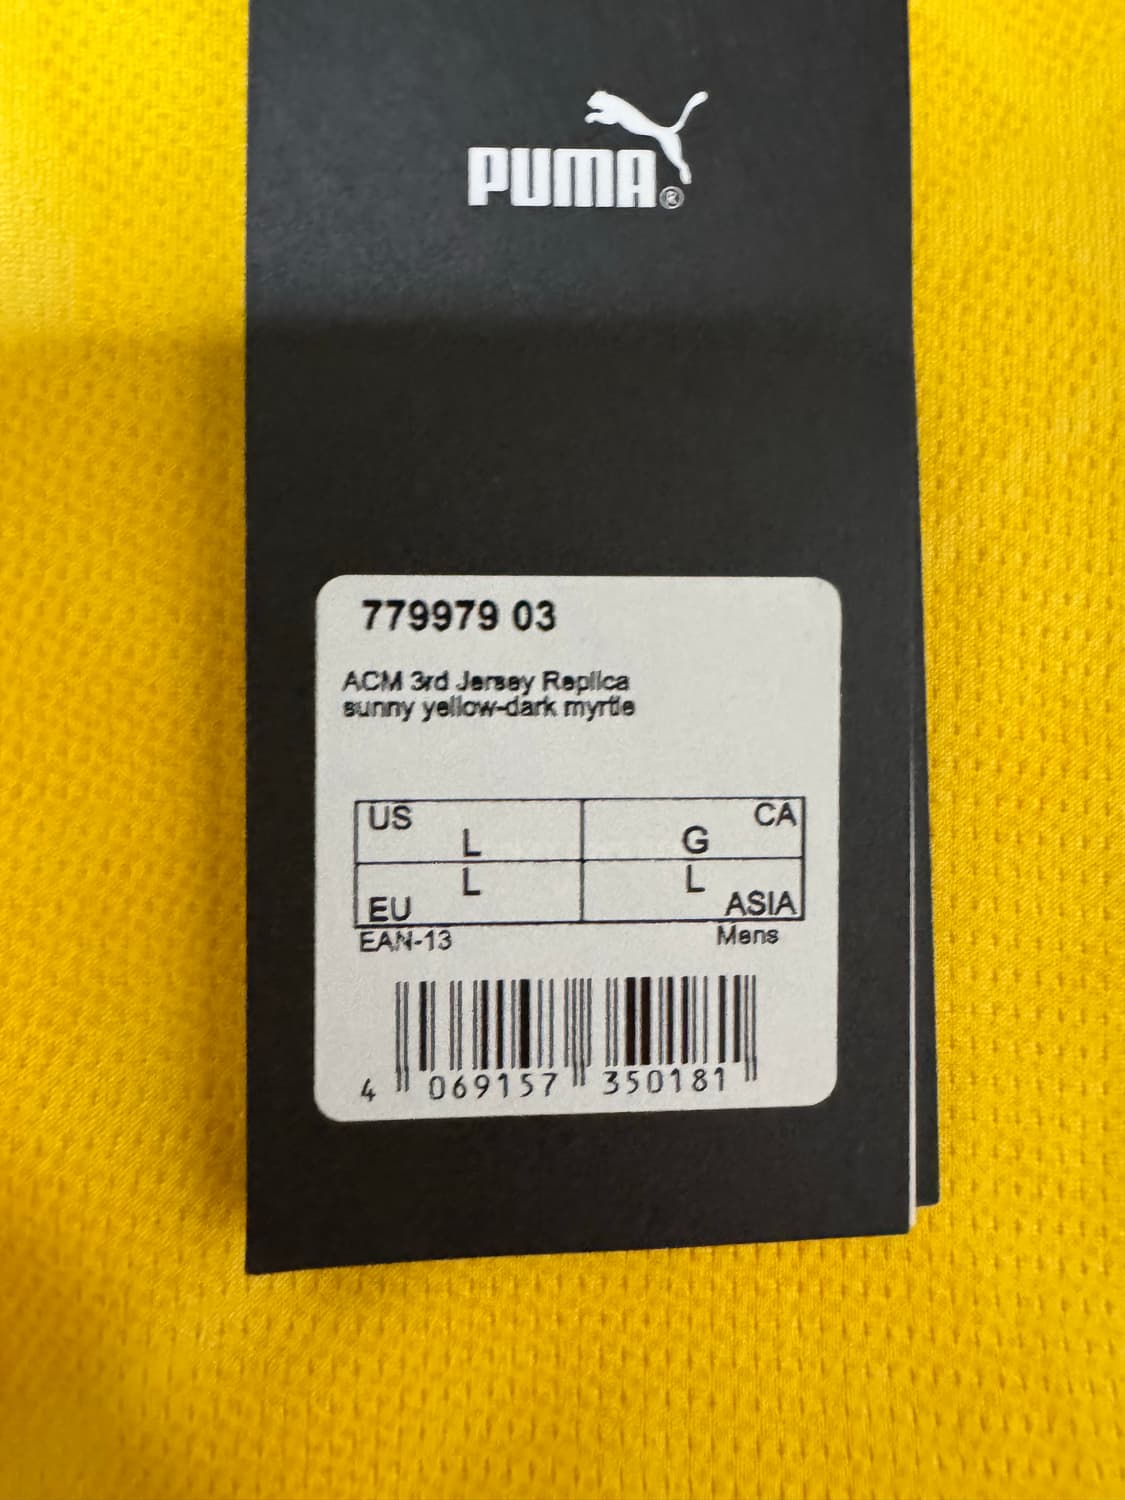 PUMA®
779979 03
ACM 3rd Jersey Replica
sunny yellow-dark myrtle
US L G CA
EU L L ASIA
EAN-13 Mens
4 069157 350181